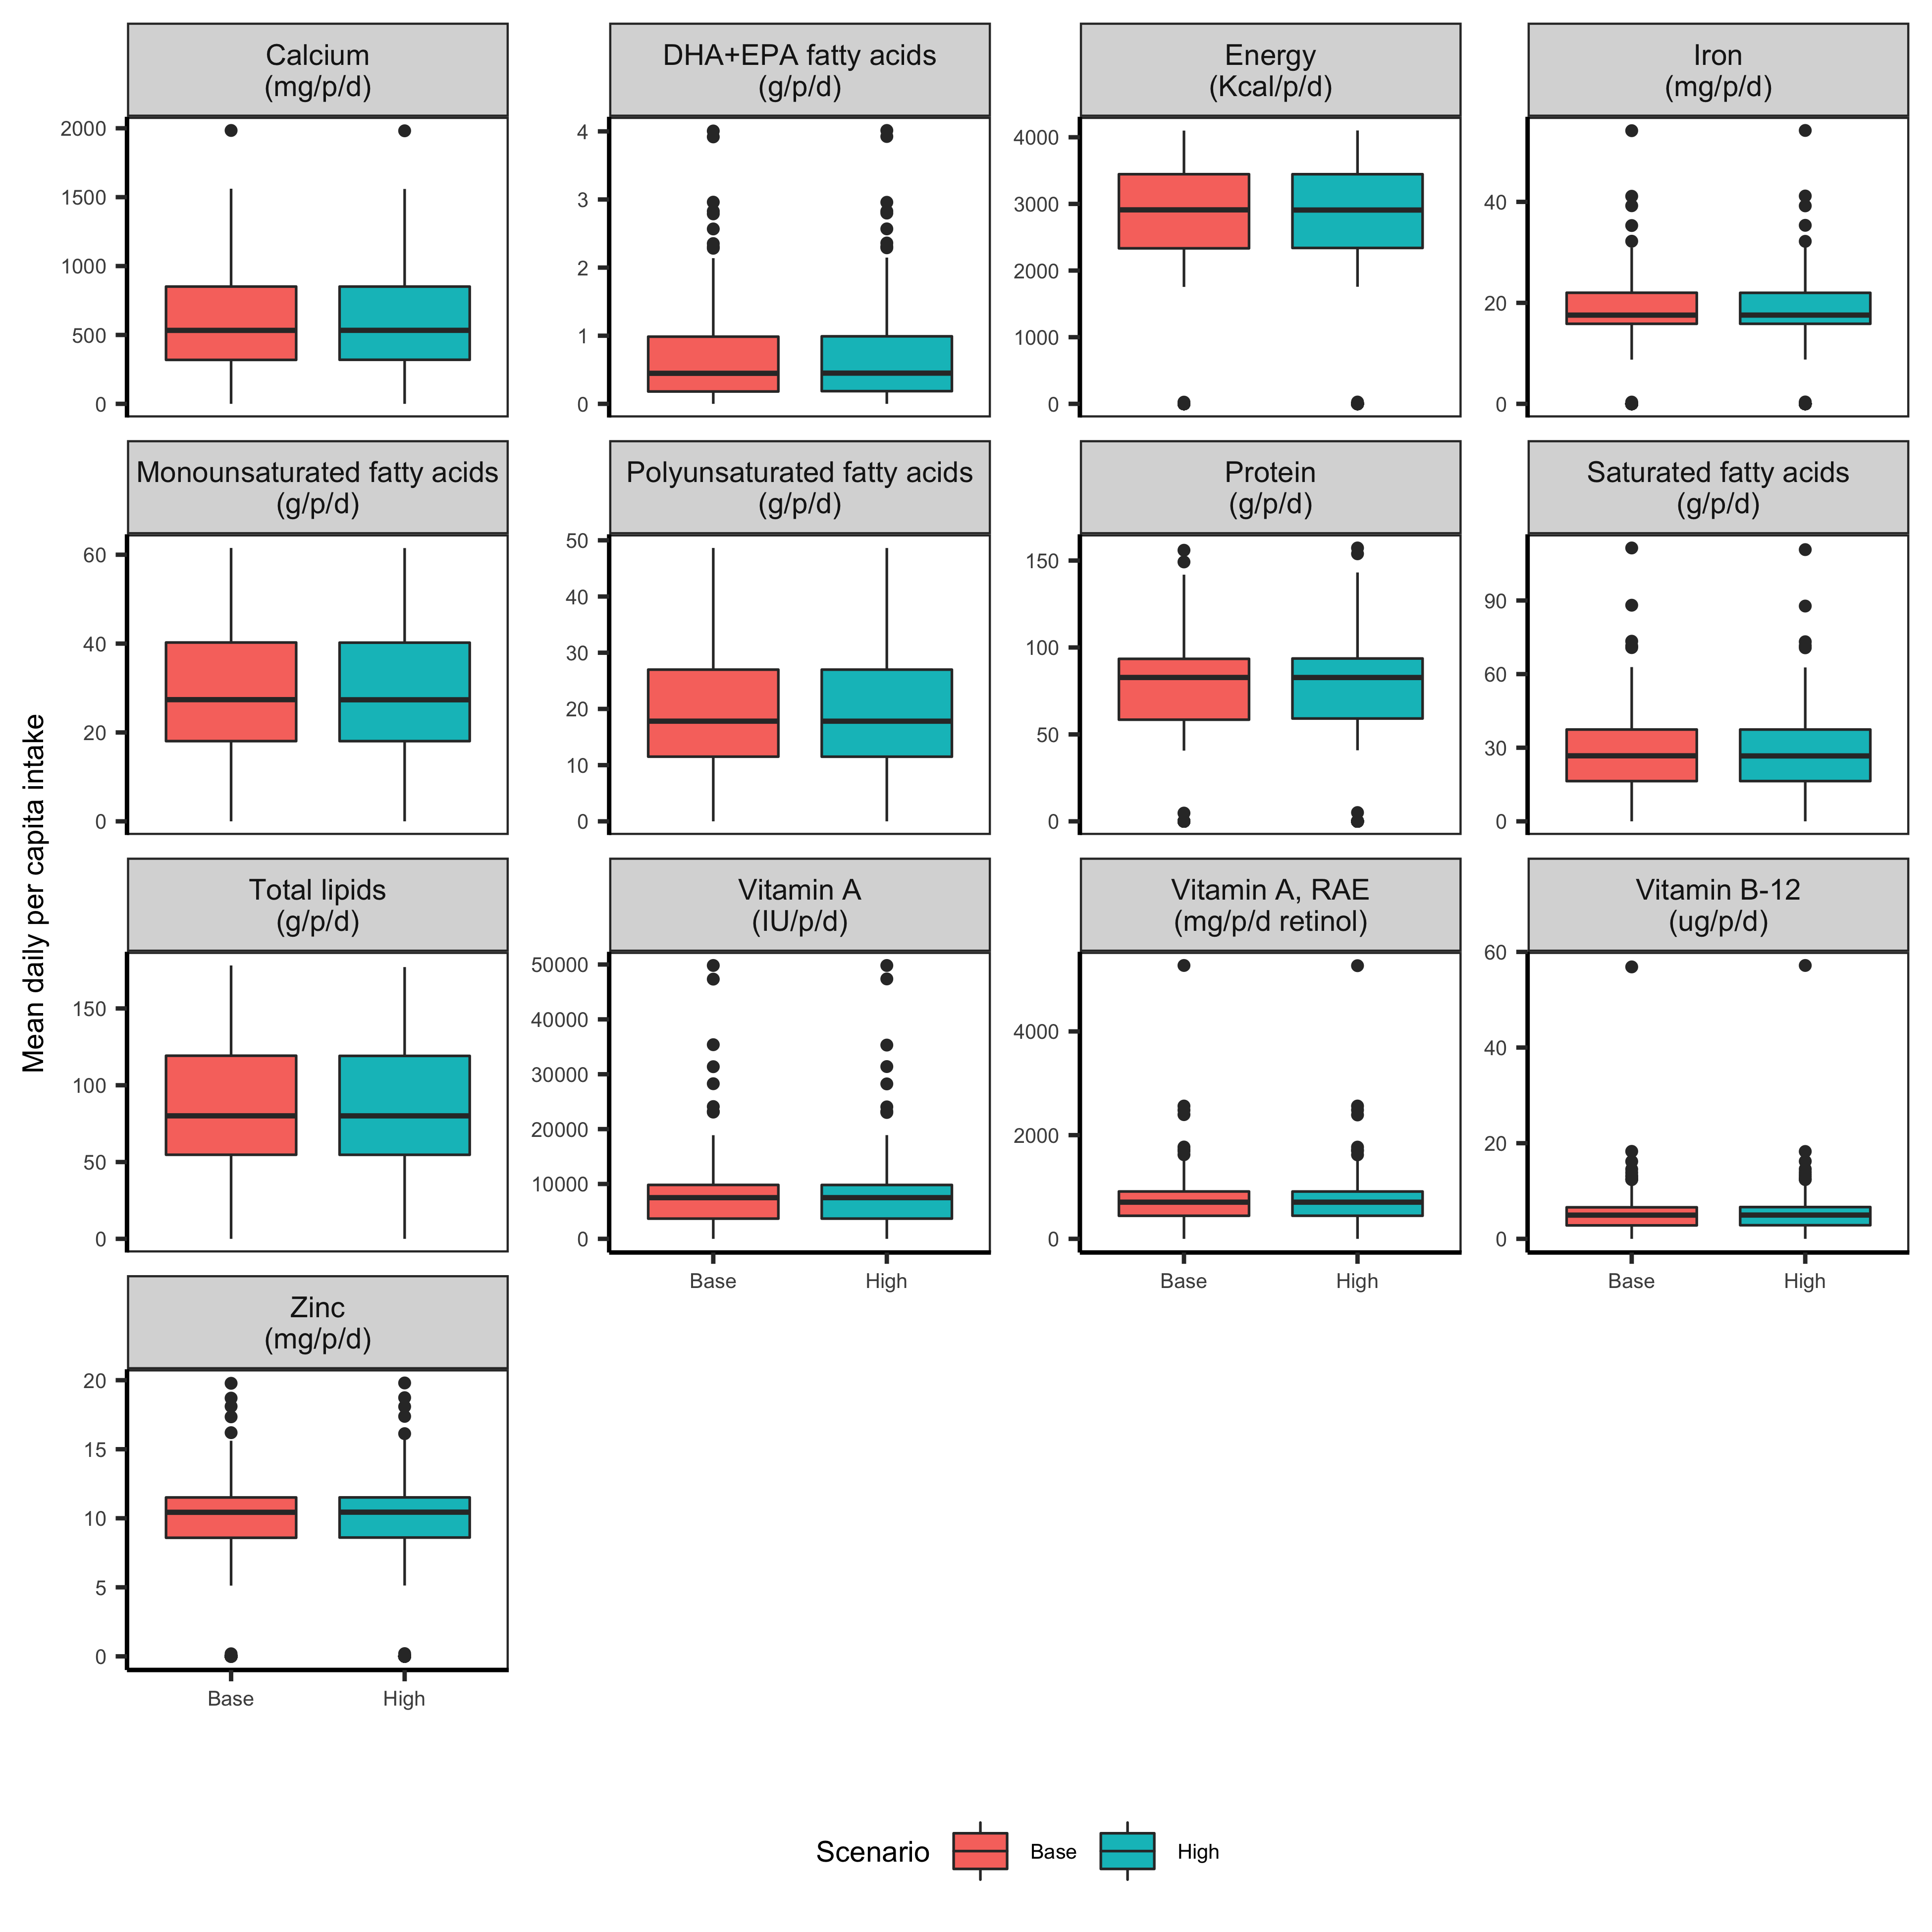 Calcium
(mg/p/d)
DHA+EPA fatty acids
(g/p/d)
Energy
(Kcal/p/d)
Iron
(mg/p/d)
2000
1500
1000
500
0
4
3
2
1
0
4000
3000
2000
1000
0
40
20
0
Monounsaturated fatty acids
(g/p/d)
Polyunsaturated fatty acids
(g/p/d)
Protein
(g/p/d)
Saturated fatty acids
(g/p/d)
60
40
20
0
50
40
30
20
10
0
150
100
50
0
90
60
30
0
Mean daily per capita intake
Total lipids
(g/p/d)
Vitamin A
(IU/p/d)
Vitamin A, RAE
(mg/p/d retinol)
Vitamin B-12
(ug/p/d)
150
100
50
0
50000
40000
30000
20000
10000
0
4000
2000
0
60
40
20
0
Base High
Base High
Base High
Zinc
(mg/p/d)
20
15
10
5
0
Base High
Scenario Base High